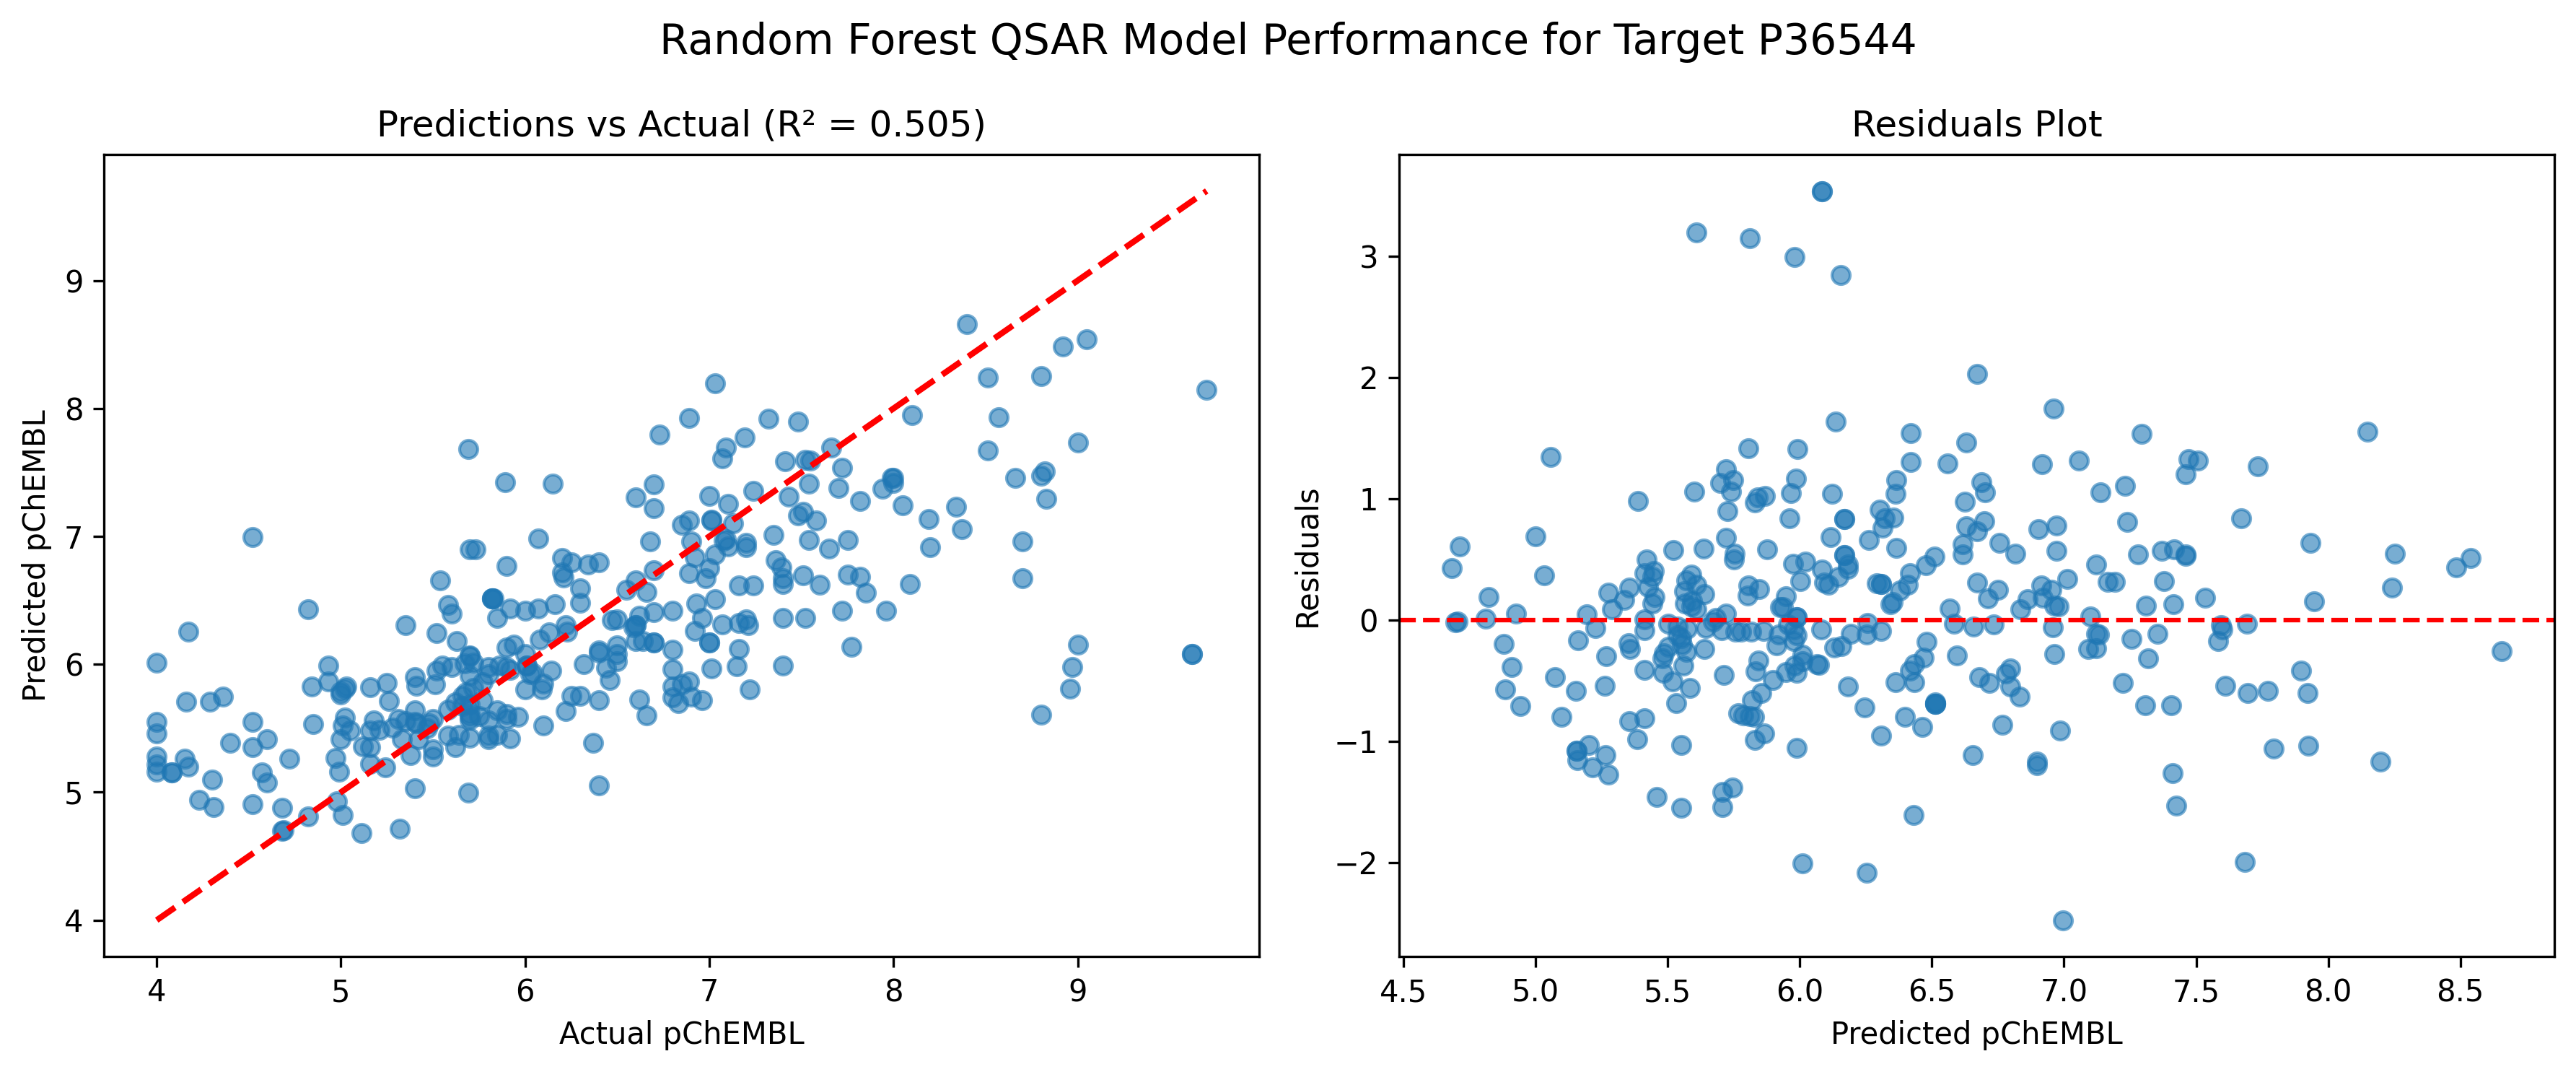 Random Forest QSAR Model Performance for Target P36544
Predictions vs Actual (R² = 0.505)
Predicted pChEMBL
9
8
7
6
5
4
4 5 6 7 8 9
Actual pChEMBL
Residuals Plot
Residuals
3
2
1
0
−1
−2
4.5 5.0 5.5 6.0 6.5 7.0 7.5 8.0 8.5
Predicted pChEMBL